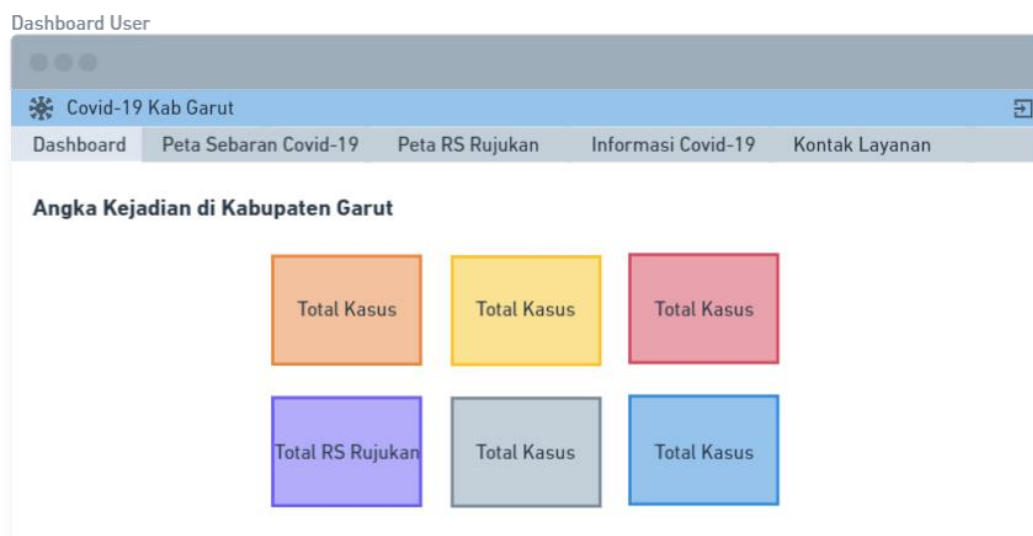 Dashboard User
Covid-19 Kab Garut
Dashboard Peta Sebaran Covid-19 Peta RS Rujukan Informasi Covid-19 Kontak Layanan
Angka Kejadian di Kabupaten Garut
Total Kasus Total Kasus Total Kasus
Total RS Rujukan Total Kasus Total Kasus